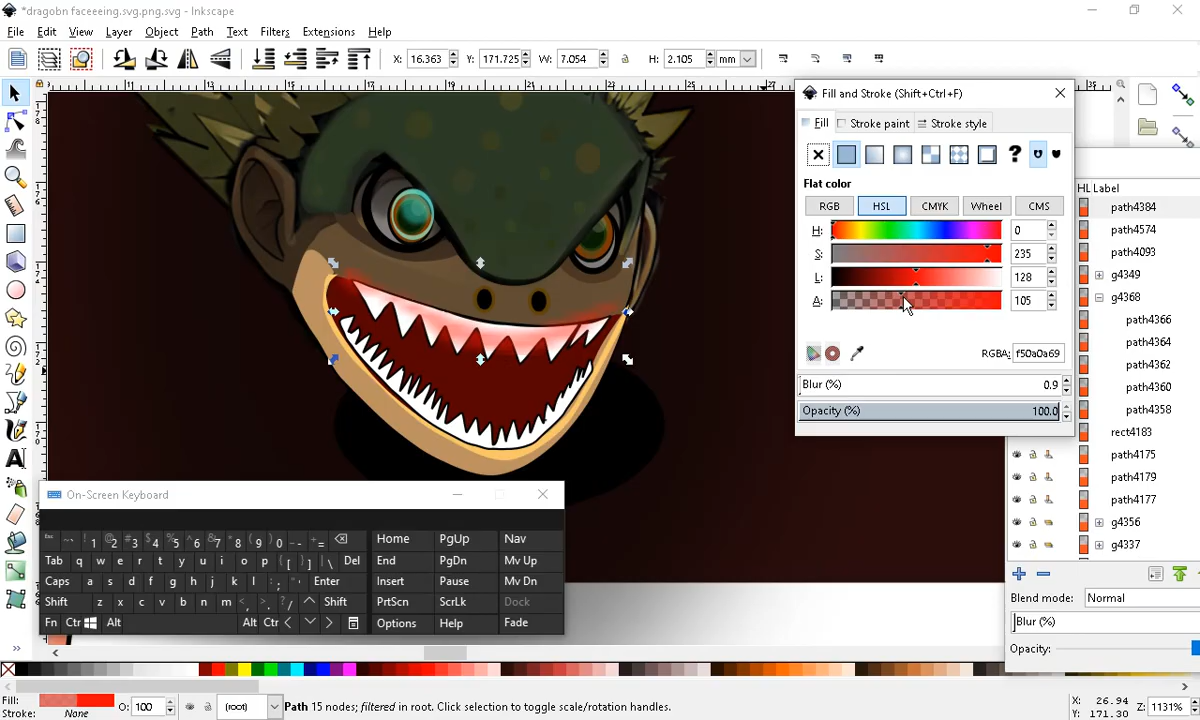 *dragobn faceeeing.svg.png.svg - Inkscape
File Edit View Layer Object Path Text Filters Extensions Help
X: 16.363 Y: 171.725 W: 7.054 H: 2.105 mm
Fill and Stroke (Shift+Ctrl+F)
Fill Stroke paint Stroke style
Flat color
RGB HSL CMYK Wheel CMS
H: 0
S: 235
L: 128
A: 105
RGBA: f50a0a69
Blur (%) 0.9
Opacity (%) 100.0
HL Label
path4384
path4574
path4093
g4349
g4368
path4366
path4364
path4362
path4360
path4358
rect4183
path4175
path4179
path4177
g4356
g4337
Blend mode: Normal
Blur (%)
Opacity:
On-Screen Keyboard
Esc ~` !1 @2 #3 $4 %5 ^6 &7 *8 (9 )0 _- += Home PgUp Nav
Tab q w e r t y u i o p {[ }] |\ Del End PgDn Mv Up
Caps a s d f g h j k l :; "' Enter Insert Pause Mv Dn
Shift z x c v b n m <, >. ?/ Shift PrtScn ScrLk Dock
Fn Ctr Alt Alt Ctr Options Help Fade
Fill:
Stroke: None
O: 100
(root)
Path 15 nodes; filtered in root. Click selection to toggle scale/rotation handles.
X: 26.94
Y: 171.30
Z: 1131%